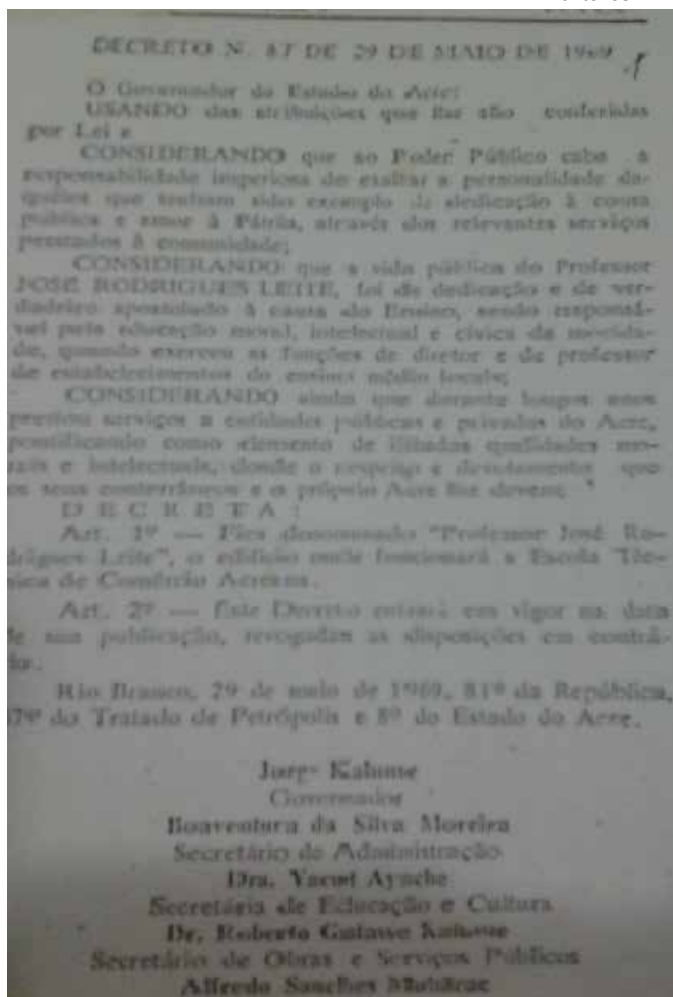 DECRETO N. 87 DE 29 DE MAIO DE 1969
O Governador do Estado do Acre:
USANDO das atribuições que lhe são conferidas
por Lei e
CONSIDERANDO que ao Poder Público cabe a
responsabilidade imperiosa de exaltar a personalidade da-
queles que tenham sido exemplo de dedicação à causa
pública e amor à Pátria, através dos relevantes serviços
prestados à comunidade;
CONSIDERANDO que a vida pública do Professor
JOSÉ RODRIGUES LEITE, foi de dedicação e de ver-
dadeiro apostolado à causa do Ensino, sendo responsá-
vel pela educação moral, intelectual e cívica da mocida-
de, quando exerceu as funções de diretor e de professor
de estabelecimentos do ensino médio locais;
CONSIDERANDO ainda que durante longos anos
prestou serviços a entidades públicas e privadas do Acre,
pontificando como elemento de ilibadas qualidades mo-
rais e intelectuais, donde o respeito e devotamento que
os seus conterrâneos e o próprio Acre lhe devem;
D E C R E T A :
Art. 1º — Fica denominado "Professor José Ro-
drigues Leite", o edifício onde funcionará a Escola Téc-
nica de Comércio Acreana.
Art. 2º — Este Decreto entrará em vigor na data
de sua publicação, revogadas as disposições em contrá-
rio.
Rio Branco, 29 de maio de 1969, 81º da República,
67º do Tratado de Petrópolis e 8º do Estado do Acre.
Jorge Kalume
Governador
Boaventura da Silva Moreira
Secretário de Administração
Dra. Yacut Ayache
Secretária de Educação e Cultura
Dr. Roberto Kalume
Secretário de Obras e Serviços Públicos
Alfredo Sanches Mubárac